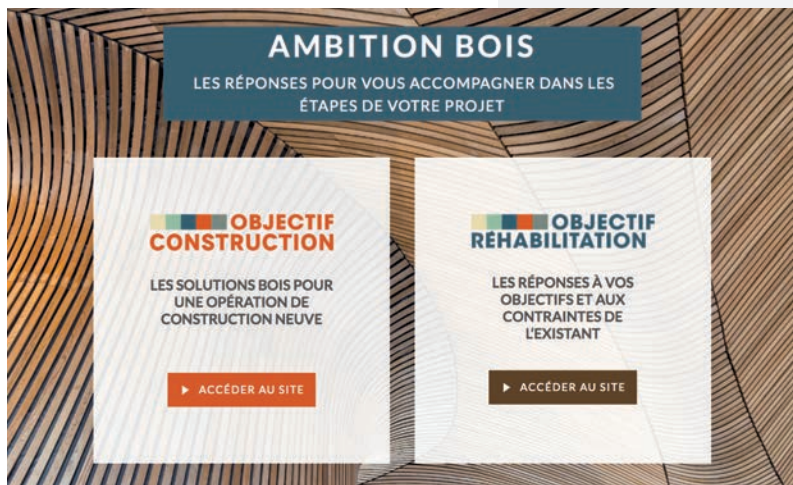 AMBITION BOIS
LES RÉPONSES POUR VOUS ACCOMPAGNER DANS LES
ÉTAPES DE VOTRE PROJET
OBJECTIF
CONSTRUCTION
LES SOLUTIONS BOIS POUR
UNE OPÉRATION DE
CONSTRUCTION NEUVE
ACCÉDER AU SITE
OBJECTIF
RÉHABILITATION
LES RÉPONSES À VOS
OBJECTIFS ET AUX
CONTRAINTES DE
L'EXISTANT
ACCÉDER AU SITE